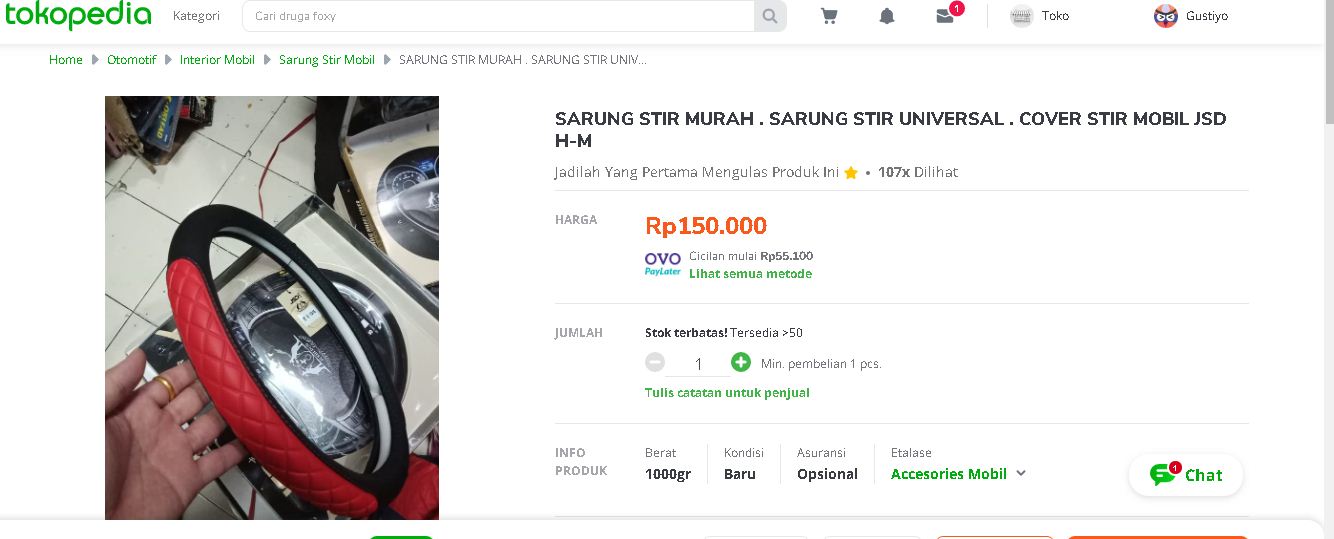 tokopedia
Kategori
Cari druga foxy
1
Toko
Gustiyo
Home Otomotif Interior Mobil Sarung Stir Mobil SARUNG STIR MURAH . SARUNG STIR UNIV...
SARUNG STIR MURAH . SARUNG STIR UNIVERSAL . COVER STIR MOBIL JSD
H-M
Jadilah Yang Pertama Mengulas Produk Ini • 107x Dilihat
HARGA
Rp150.000
OVO PayLater
Cicilan mulai Rp55.100
Lihat semua metode
JUMLAH
Stok terbatas! Tersedia >50
1
Min. pembelian 1 pcs.
Tulis catatan untuk penjual
INFO
PRODUK
Berat
1000gr
Kondisi
Baru
Asuransi
Opsional
Etalase
Accesories Mobil
1
Chat